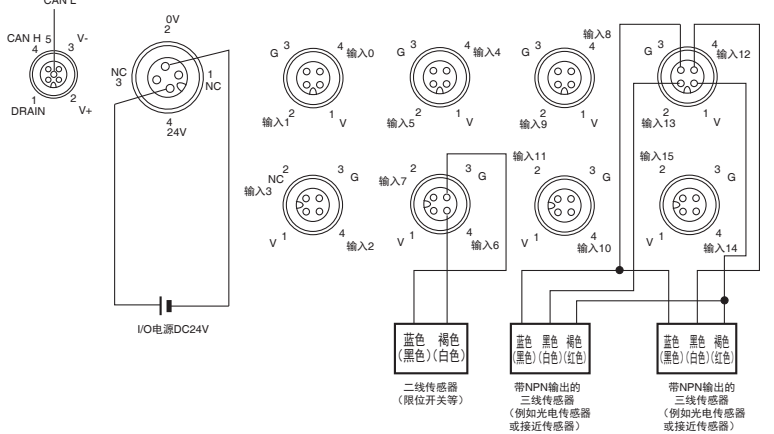 CAN L
CAN H 5
4
3 V-
1
DRAIN
2
V+
0V
2
NC
3
1
NC
4
24V
I/O电源DC24V
G 3
4 输入0
2
输入1
1
V
G 3
4 输入4
2
输入5
1
V
输入8
G 3
4
2
输入9
1
V
G 3
4
输入12
2
输入13
1
V
NC 2
输入3
3
G
V 1
4
输入2
输入7
2
3
G
V 1
4
输入6
输入11
2
3
G
V 1
4
输入10
输入15
2
3
G
V 1
4
输入14
蓝色 褐色
(黑色)(白色)
二线传感器
(限位开关等)
蓝色 黑色 褐色
(黑色)(白色)(红色)
带NPN输出的
三线传感器
(例如光电传感器
或接近传感器)
蓝色 黑色 褐色
(黑色)(白色)(红色)
带NPN输出的
三线传感器
(例如光电传感器
或接近传感器)